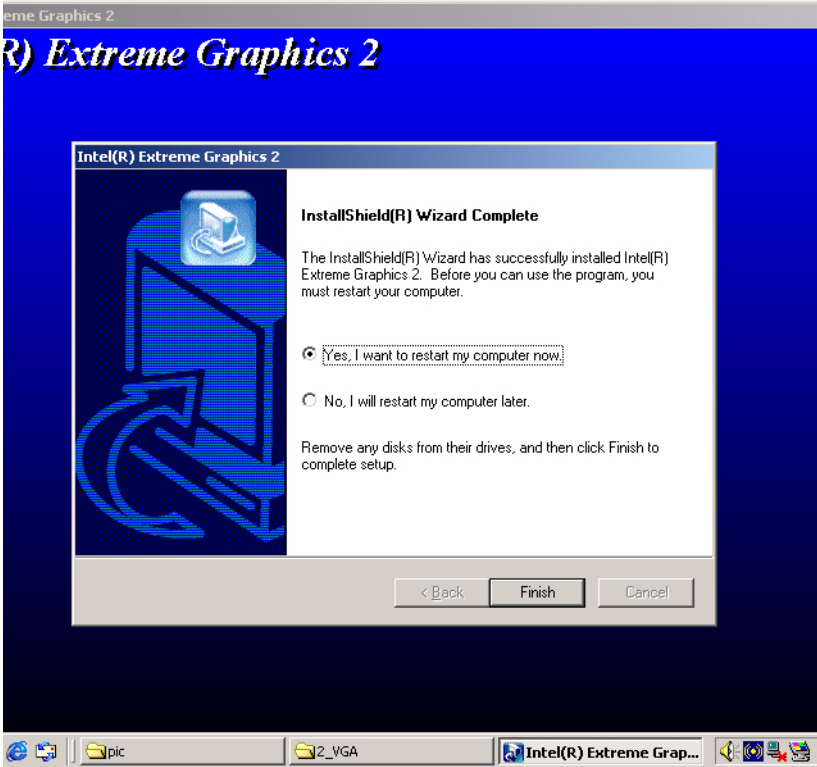 eme Graphics 2
R) Extreme Graphics 2
Intel(R) Extreme Graphics 2
InstallShield(R) Wizard Complete
The InstallShield(R) Wizard has successfully installed Intel(R)
Extreme Graphics 2.  Before you can use the program, you
must restart your computer.
Yes, I want to restart my computer now.
No, I will restart my computer later.
Remove any disks from their drives, and then click Finish to
complete setup.
< Back Finish Cancel
pic 2_VGA Intel(R) Extreme Grap...